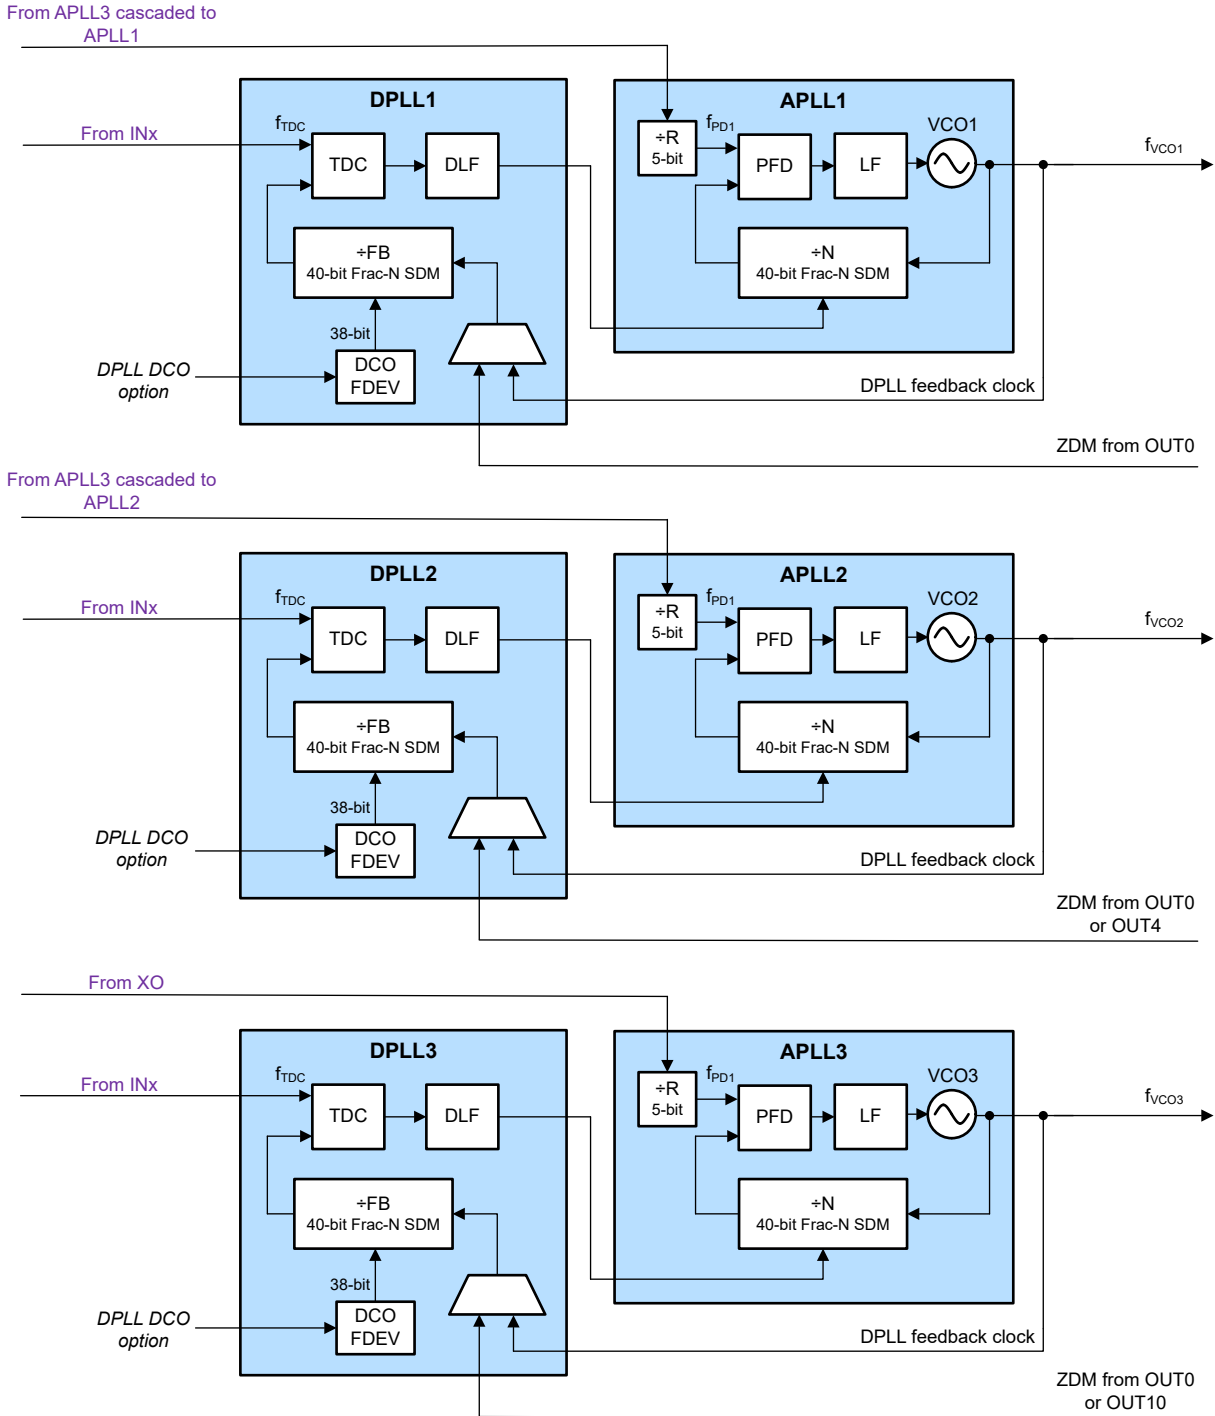 From APLL3 cascaded to
APLL1
DPLL1
APLL1
From INx
fTDC
TDC
DLF
÷R
5-bit
fPD1
PFD
LF
VCO1
fVCO1
÷FB
40-bit Frac-N SDM
÷N
40-bit Frac-N SDM
38-bit
DPLL DCO
option
DCO
FDEV
DPLL feedback clock
ZDM from OUT0
From APLL3 cascaded to
APLL2
DPLL2
APLL2
From INx
fTDC
TDC
DLF
÷R
5-bit
fPD1
PFD
LF
VCO2
fVCO2
÷FB
40-bit Frac-N SDM
÷N
40-bit Frac-N SDM
38-bit
DPLL DCO
option
DCO
FDEV
DPLL feedback clock
ZDM from OUT0
or OUT4
From XO
DPLL3
APLL3
From INx
fTDC
TDC
DLF
÷R
5-bit
fPD1
PFD
LF
VCO3
fVCO3
÷FB
40-bit Frac-N SDM
÷N
40-bit Frac-N SDM
38-bit
DPLL DCO
option
DCO
FDEV
DPLL feedback clock
ZDM from OUT0
or OUT10